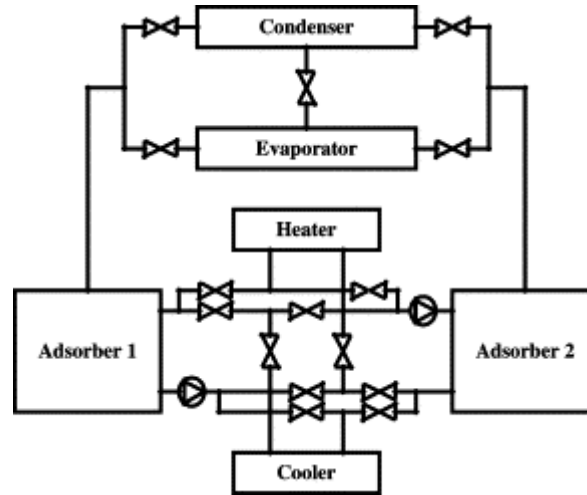 Condenser
Evaporator
Heater
Adsorber 1
Adsorber 2
Cooler